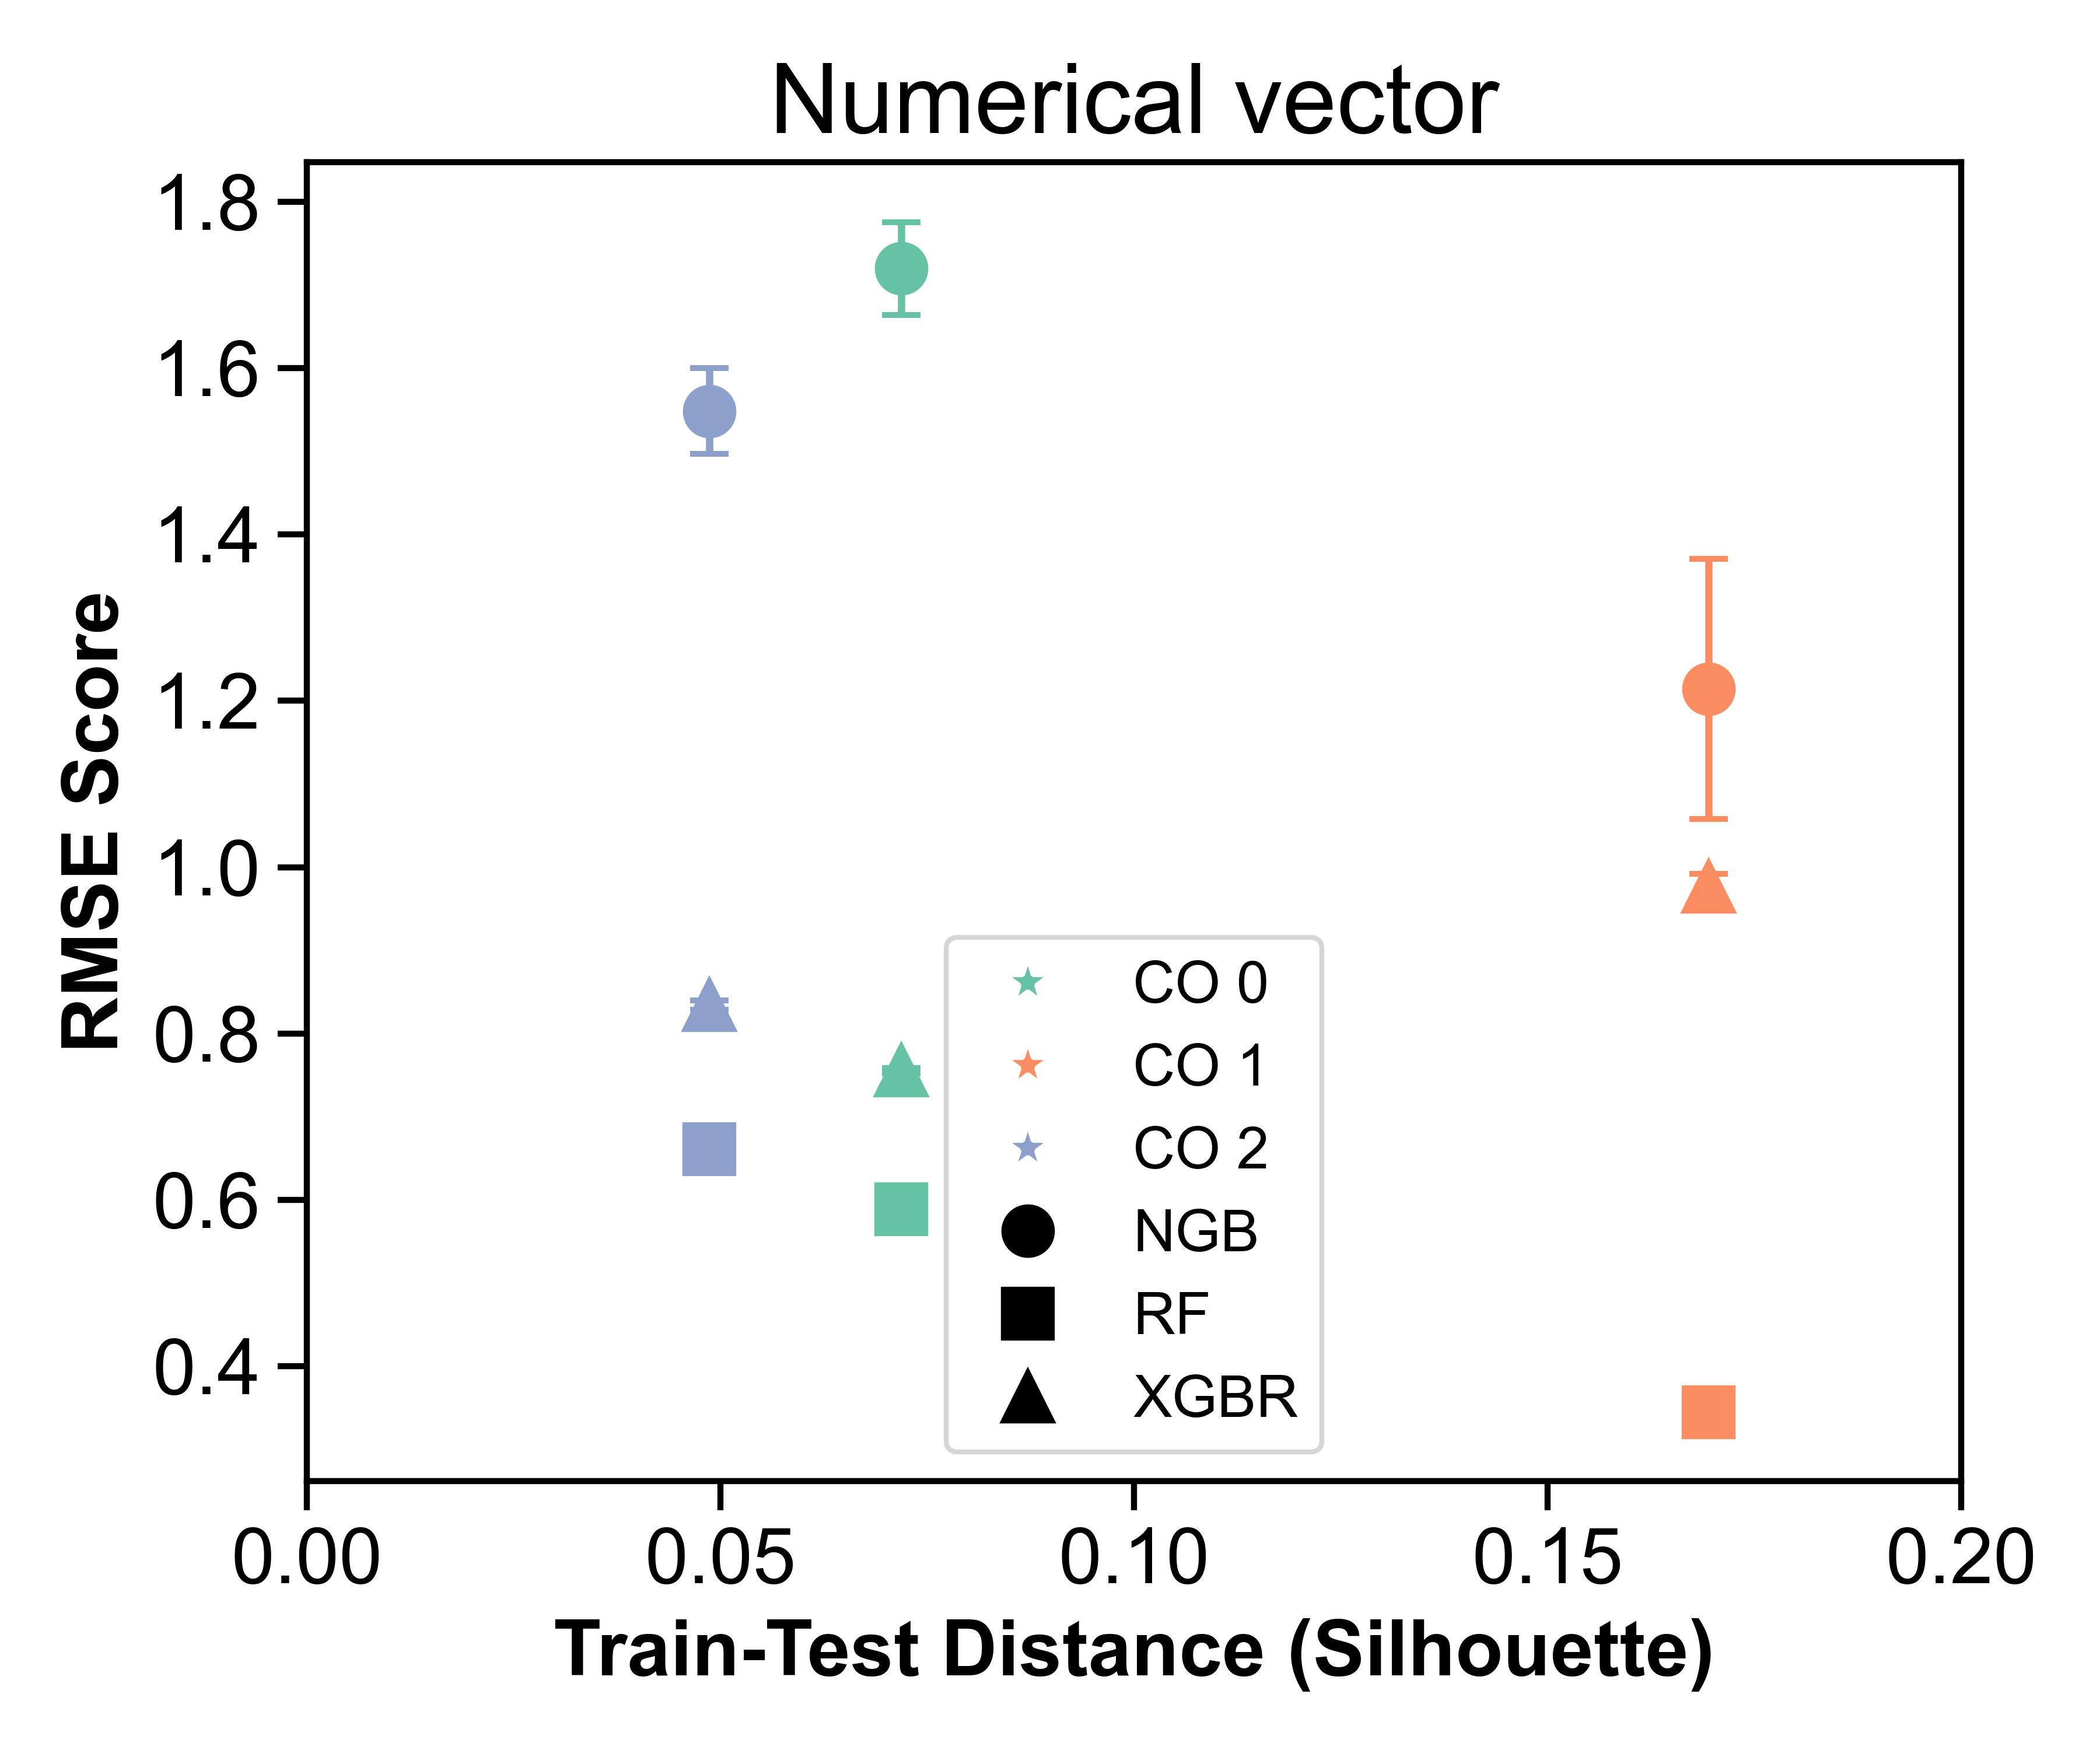 Numerical vector
RMSE Score
1.8
1.6
1.4
1.2
1.0
0.8
0.6
0.4
CO 0
CO 1
CO 2
NGB
RF
XGBR
0.00 0.05 0.10 0.15 0.20
Train-Test Distance (Silhouette)